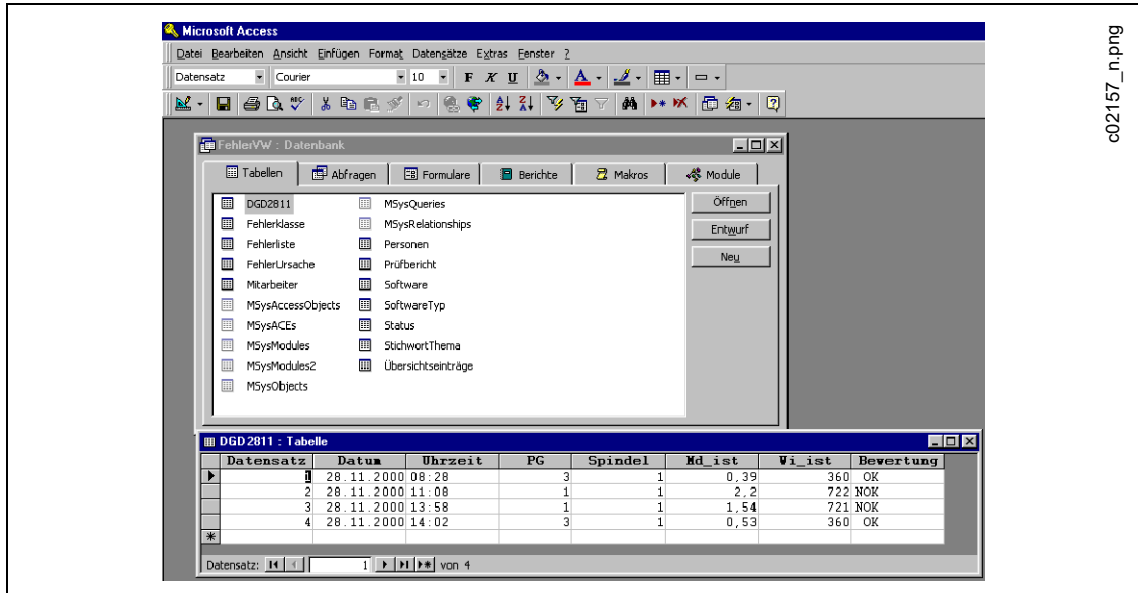 Microsoft Access
Datei Bearbeiten Ansicht Einfügen Format Datensätze Extras Fenster ?
Datensatz Courier 10 F K U A
FehlerVW : Datenbank
Tabellen Abfragen Formulare Berichte Makros Module
DGD2811 MSysQueries Öffnen
Fehlerklasse MSysRelationships Entwurf
Fehlerliste Personen
FehlerUrsache Prüfbericht Neu
Mitarbeiter Software
MSysAccessObjects SoftwareTyp
MSysACEs Status
MSysModules StichwortThema
MSysModules2 Übersichtseinträge
MSysObjects
DGD2811 : Tabelle
Datensatz Datum Uhrzeit PG Spindel Md_ist Wi_ist Bewertung
1 28.11.2000 08:28 3 1 0,39 360 OK
2 28.11.2000 11:08 1 1 2,2 722 NOK
3 28.11.2000 13:58 1 1 1,54 721 NOK
4 28.11.2000 14:02 3 1 0,53 360 OK
Datensatz: 1 von 4
c02157_n.png